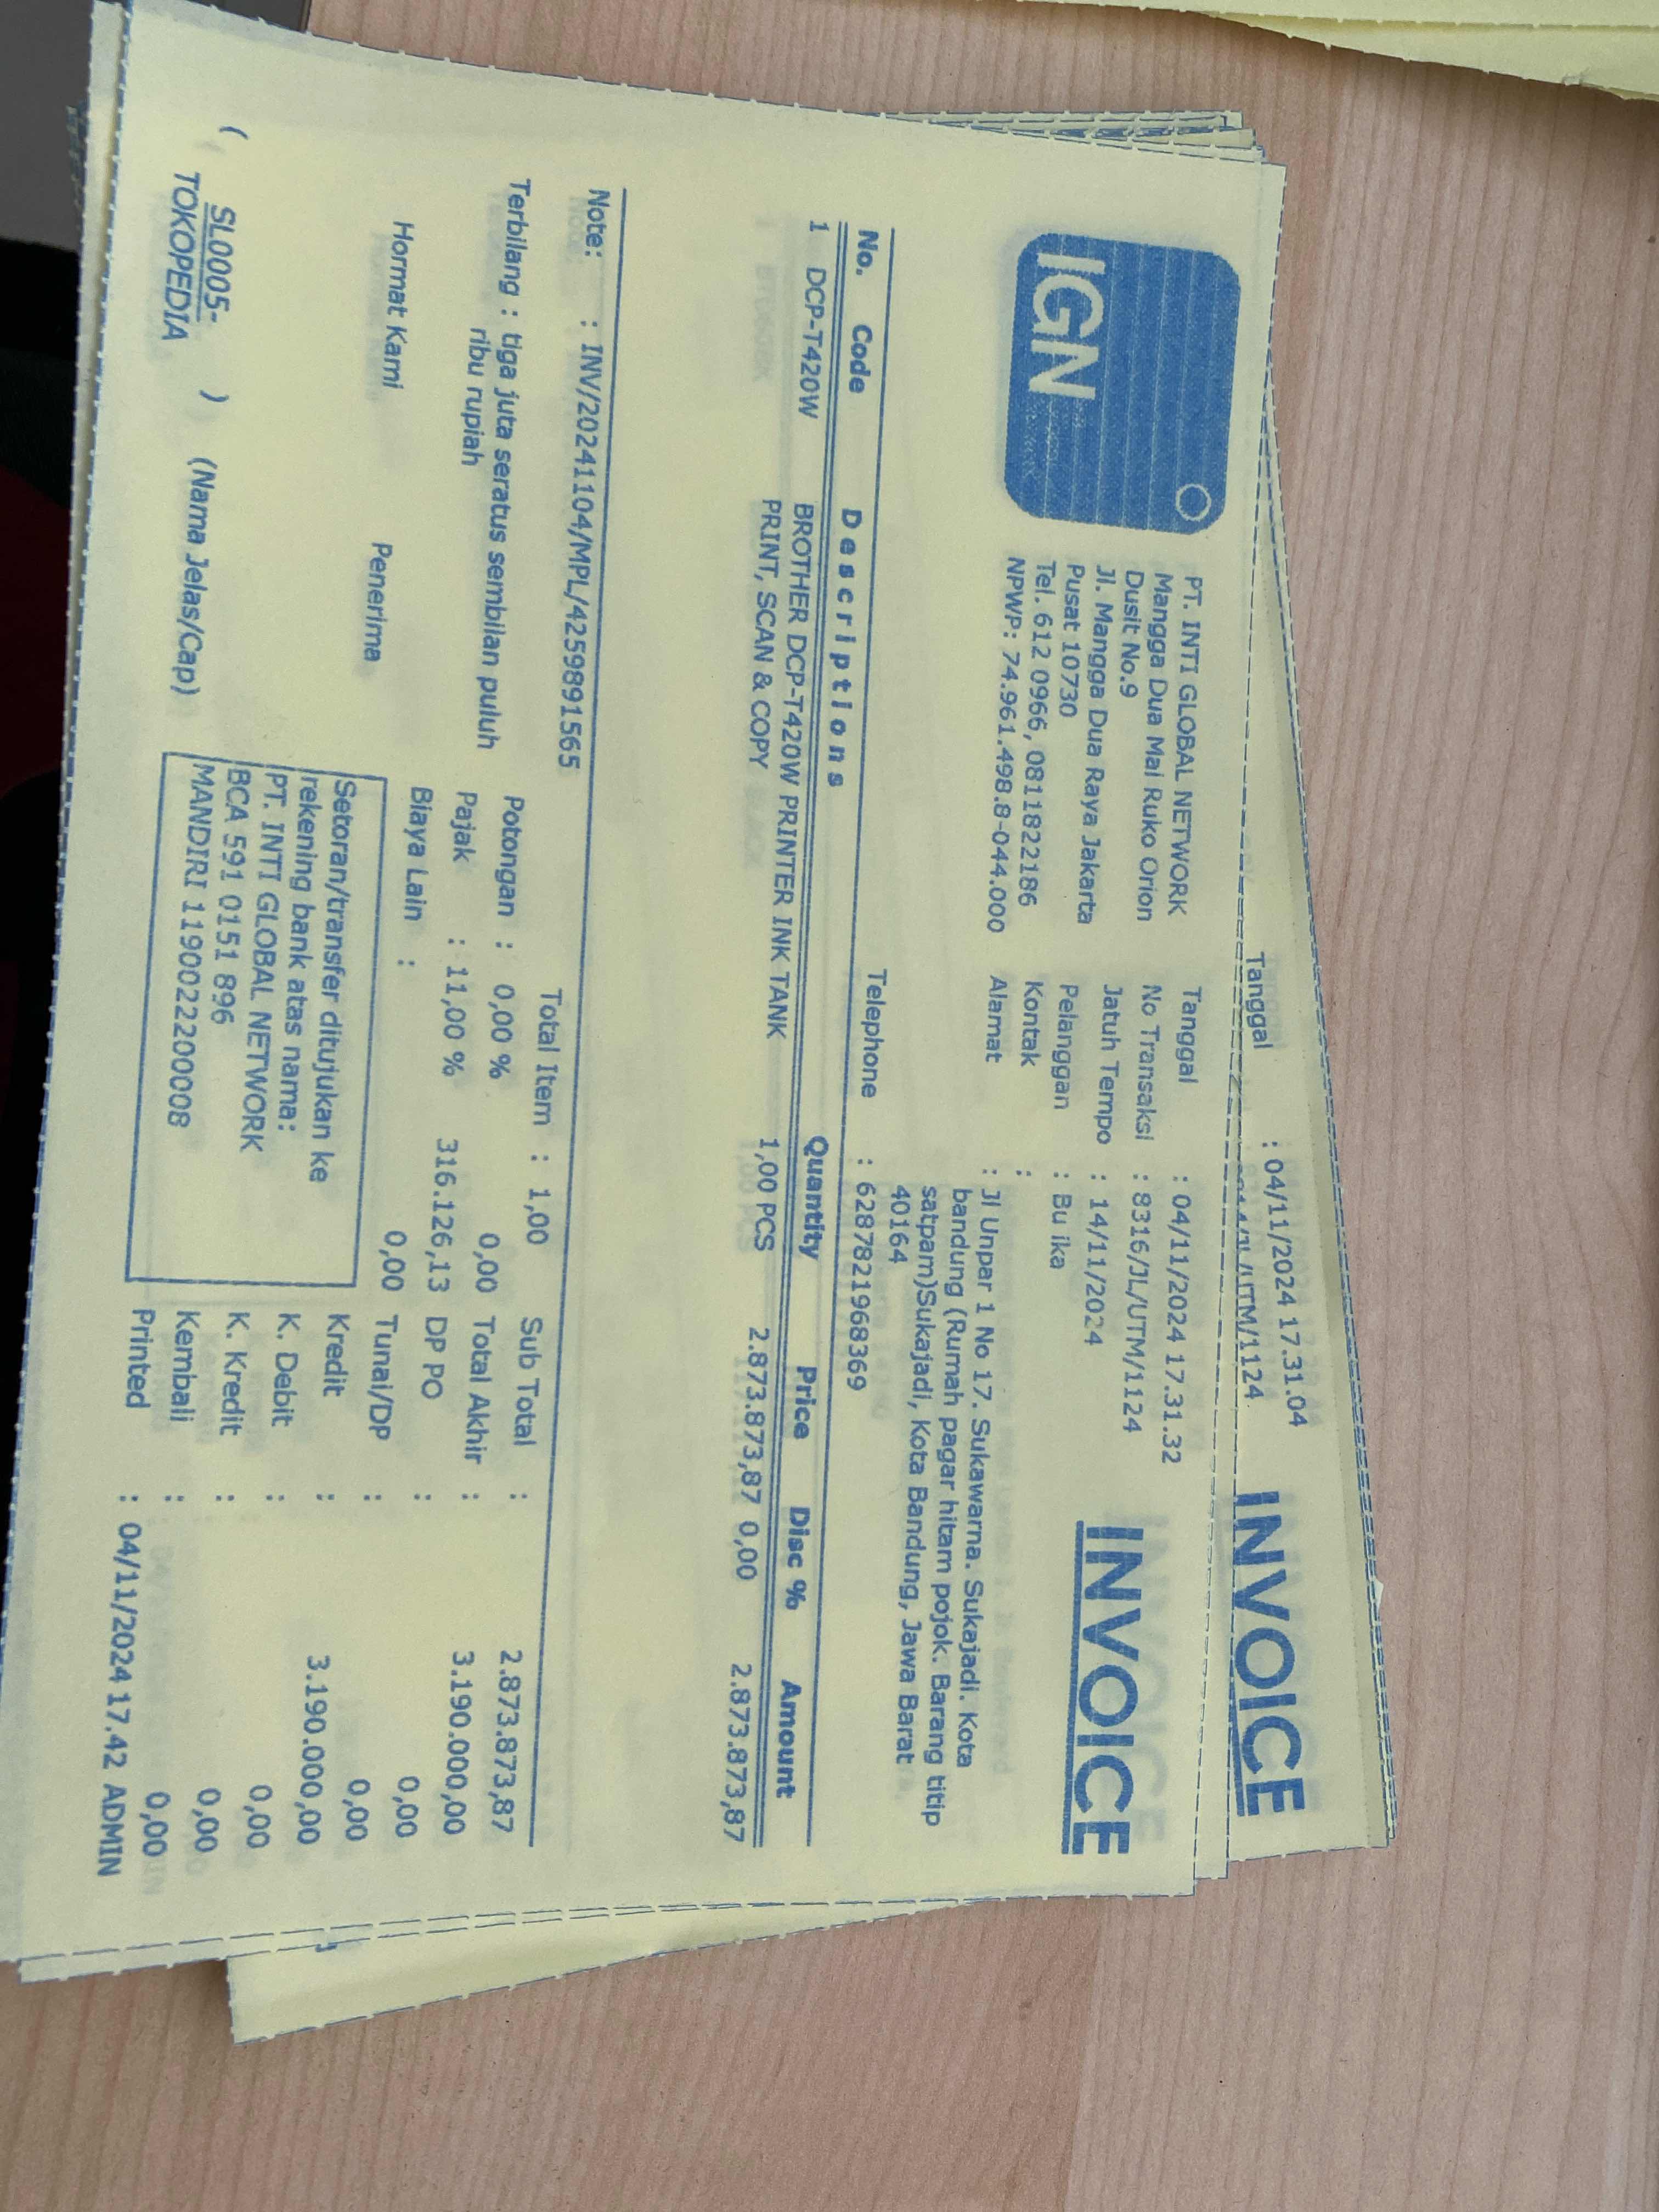 Tanggal : 04/11/2024 17.31.04
INVOICE
IGN
PT. INTI GLOBAL NETWORK
Mangga Dua Mal Ruko Orion
Dusit No.9
Jl. Mangga Dua Raya Jakarta
Pusat 10730
Tel. 612 0966, 0811822186
NPWP: 74.961.498.8-044.000
Tanggal : 04/11/2024 17.31.32
No Transaksi : 8316/JL/UTM/1124
Jatuh Tempo : 14/11/2024
Pelanggan : Bu ika
Kontak :
Alamat : Jl Unpar 1 No 17. Sukawarna. Sukajadi. Kota
bandung (Rumah pagar hitam pojok. Barang titip
satpam)Sukajadi, Kota Bandung, Jawa Barat
40164
Telephone : 6287821968369
INVOICE
No. Code Descriptions Quantity Price Disc % Amount
1 DCP-T420W BROTHER DCP-T420W PRINTER INK TANK 1,00 PCS 2.873.873,87 0,00 2.873.873,87
PRINT, SCAN & COPY
Note: : INV/20241104/MPL/4259891565
Terbilang : tiga juta seratus sembilan puluh
ribu rupiah
Hormat Kami Penerima
( SL0005- ) (Nama Jelas/Cap)
TOKOPEDIA
Total Item : 1,00
Potongan : 0,00 % 0,00
Pajak : 11,00 % 316.126,13
Biaya Lain : 0,00
Setoran/transfer ditujukan ke
rekening bank atas nama:
PT. INTI GLOBAL NETWORK
BCA 591 0151 896
MANDIRI 1190022200008
Sub Total : 2.873.873,87
Total Akhir : 3.190.000,00
DP PO : 0,00
Tunai/DP : 0,00
Kredit : 3.190.000,00
K. Debit : 0,00
K. Kredit : 0,00
Kembali : 0,00
Printed : 04/11/2024 17.42 ADMIN